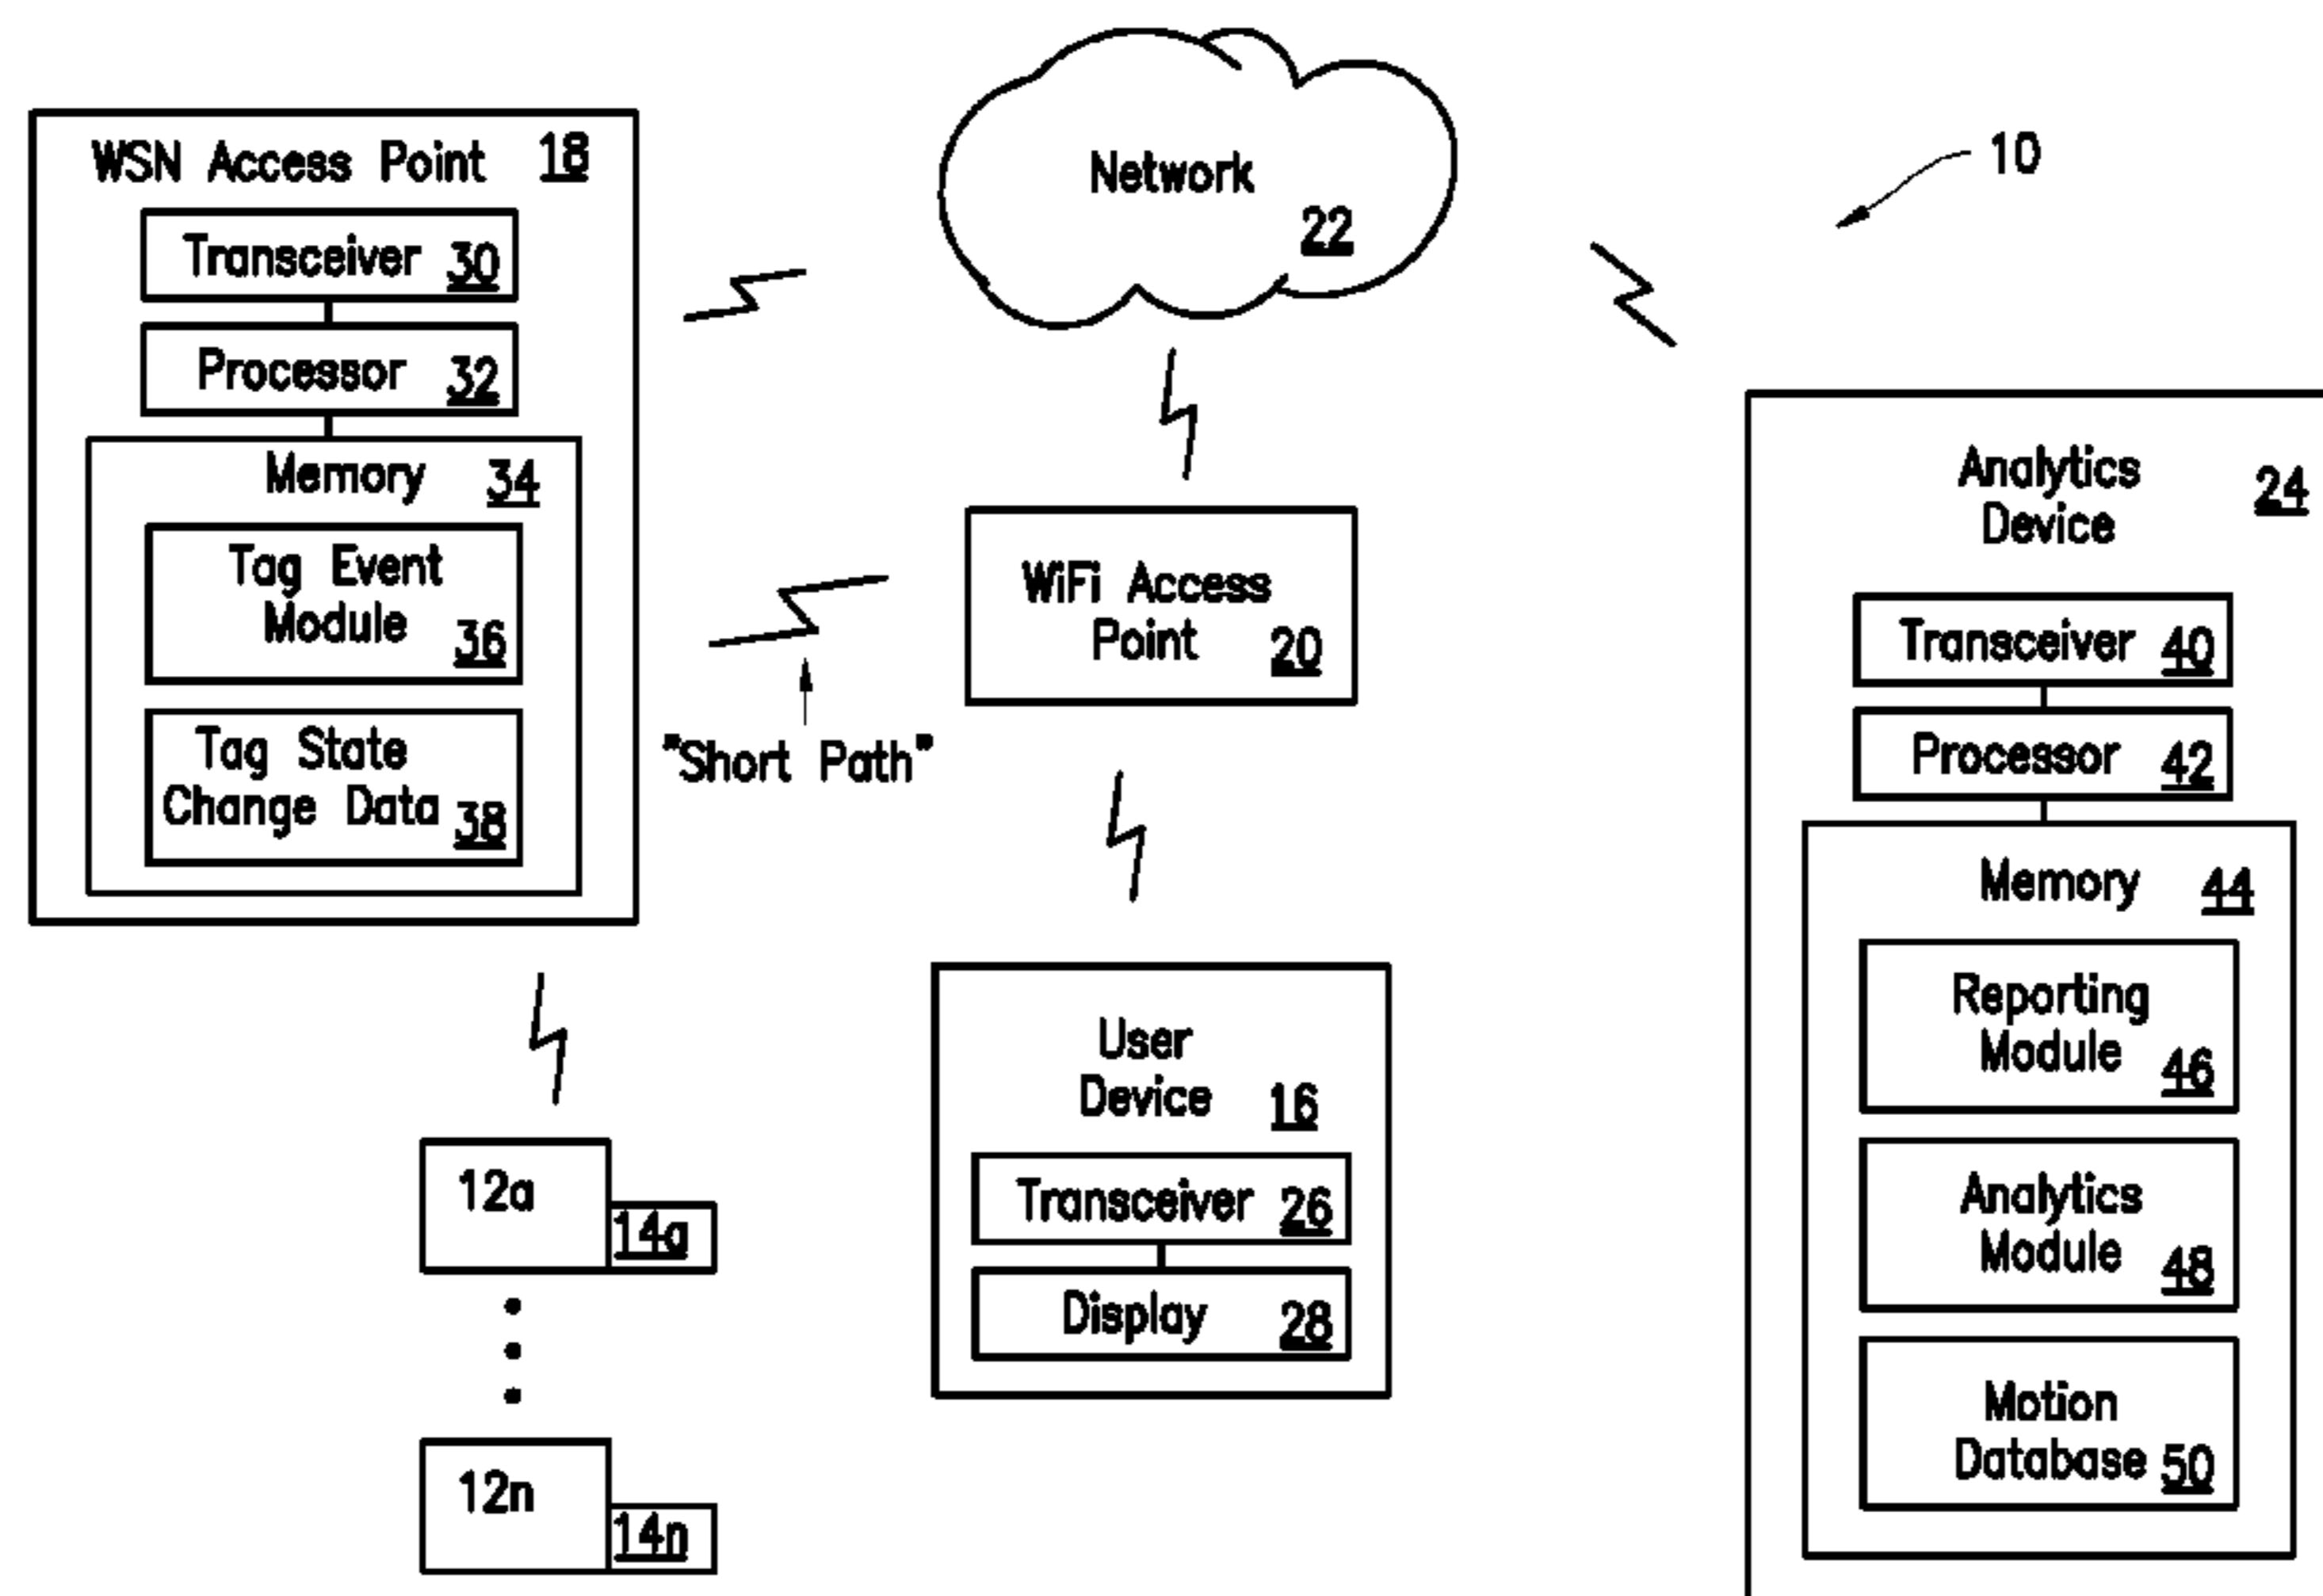 WSN Access Point 18
Transceiver 30
Processor 32
Memory 34
Tag Event
Module 36
Tag State
Change Data 38
Network
22
10
WiFi Access
Point 20
"Short Path"
User
Device 16
Transceiver 26
Display 28
12a
14a
12n
14n
Analytics
Device 24
Transceiver 40
Processor 42
Memory 44
Reporting
Module 46
Analytics
Module 48
Motion
Database 50